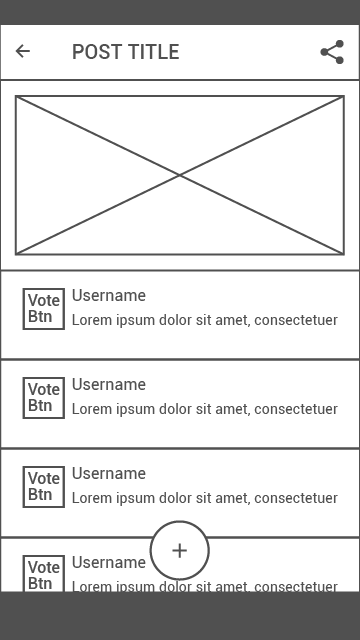 POST TITLE
Vote
Btn
Username
Lorem ipsum dolor sit amet, consectetuer
Vote
Btn
Username
Lorem ipsum dolor sit amet, consectetuer
Vote
Btn
Username
Lorem ipsum dolor sit amet, consectetuer
+
Vote
Btn
Username
Lorem ipsum dolor sit amet, consectetuer